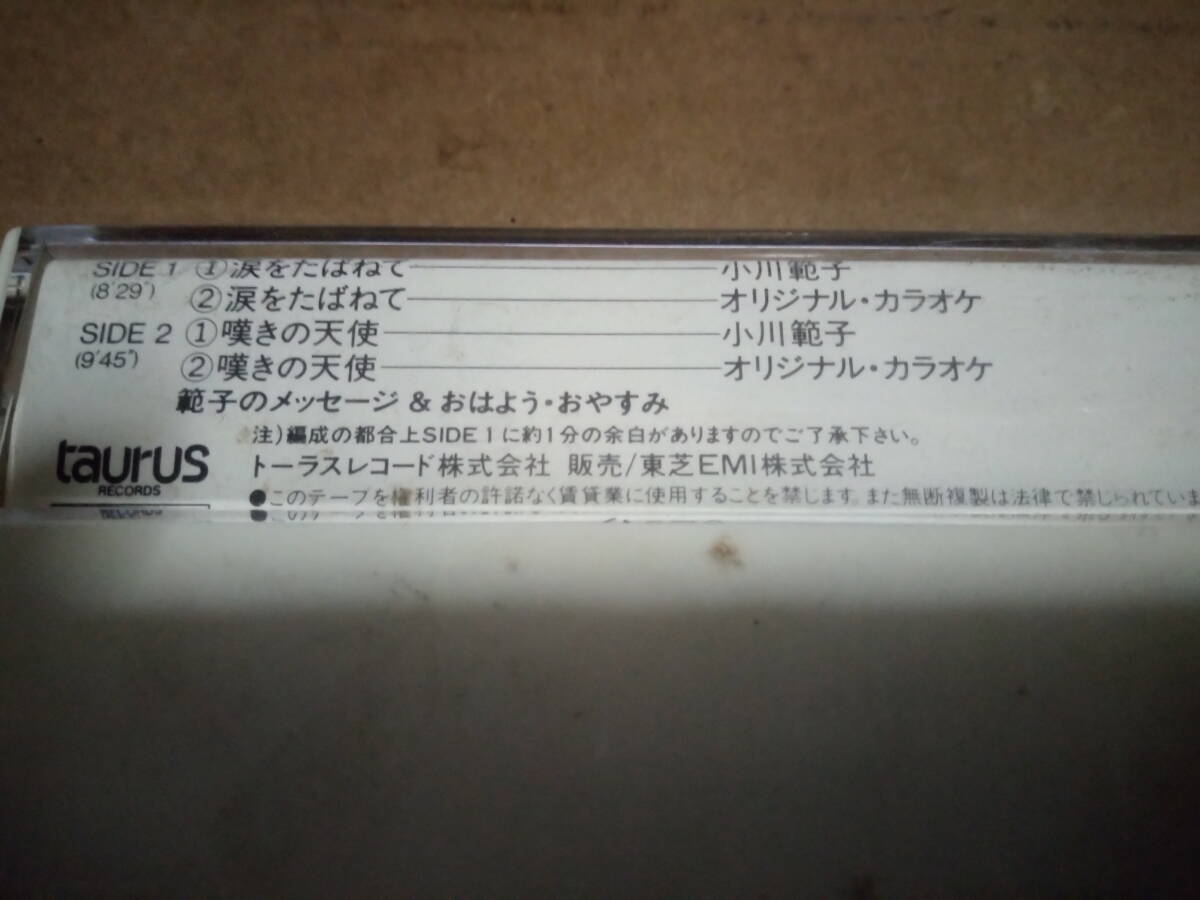 SIDE 1 ①涙をたばねて――――小川範子
(8'29") ②涙をたばねて――――オリジナル・カラオケ
SIDE 2 ①嘆きの天使――――小川範子
(9'45") ②嘆きの天使――――オリジナル・カラオケ
範子のメッセージ & おはよう・おやすみ
注)編成の都合上SIDE 1に約1分の余白がありますのでご了承下さい。
taurus
RECORDS
トーラスレコード株式会社 販売/東芝EMI株式会社
●このテープを権利者の許諾なく賃貸業に使用することを禁じます。また無断複製は法律で禁じられていま